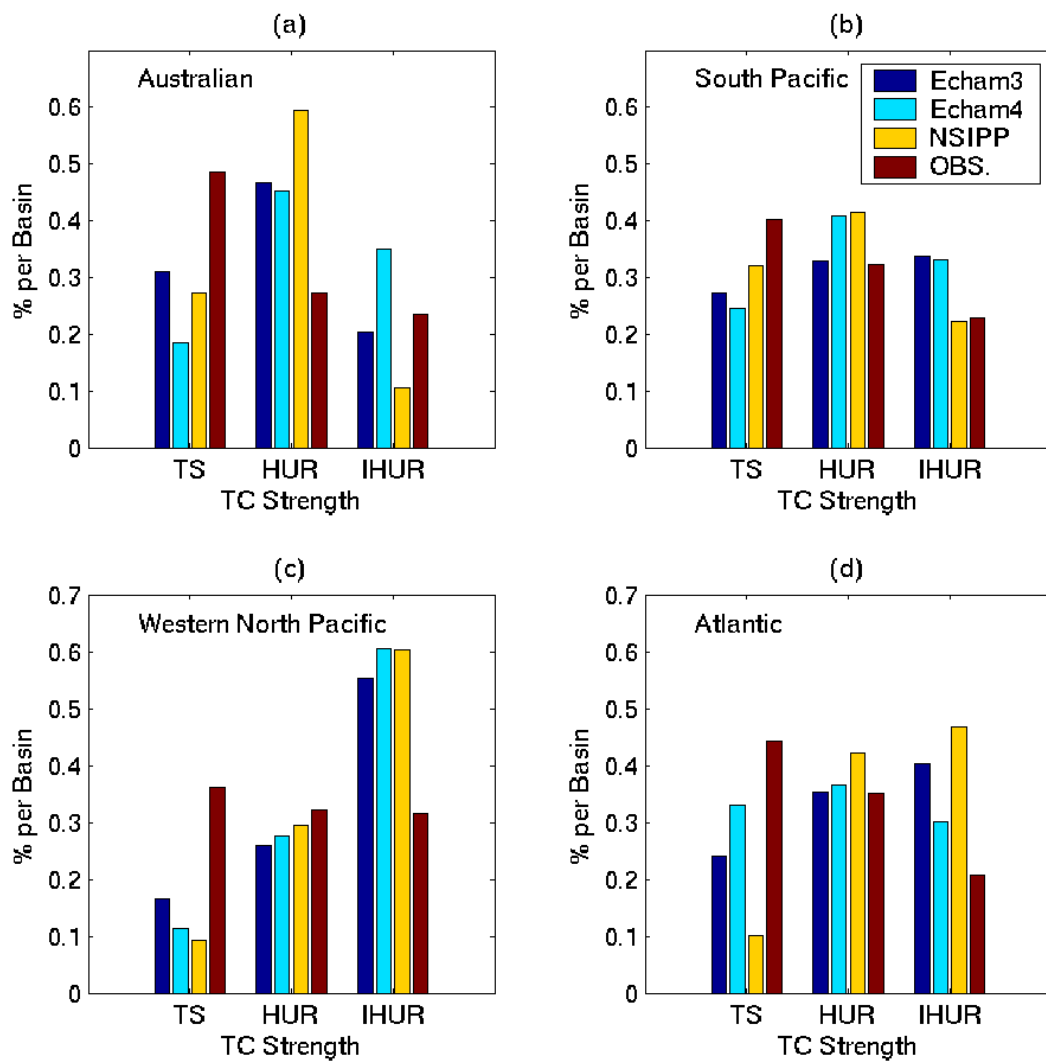 (a)
Australian
% per Basin
0.6
0.5
0.4
0.3
0.2
0.1
0
TS HUR IHUR
TC Strength
(b)
South Pacific
Echam3
Echam4
NSIPP
OBS.
% per Basin
0.6
0.5
0.4
0.3
0.2
0.1
0
TS HUR IHUR
TC Strength
(c)
Western North Pacific
% per Basin
0.7
0.6
0.5
0.4
0.3
0.2
0.1
0
TS HUR IHUR
TC Strength
(d)
Atlantic
% per Basin
0.7
0.6
0.5
0.4
0.3
0.2
0.1
0
TS HUR IHUR
TC Strength